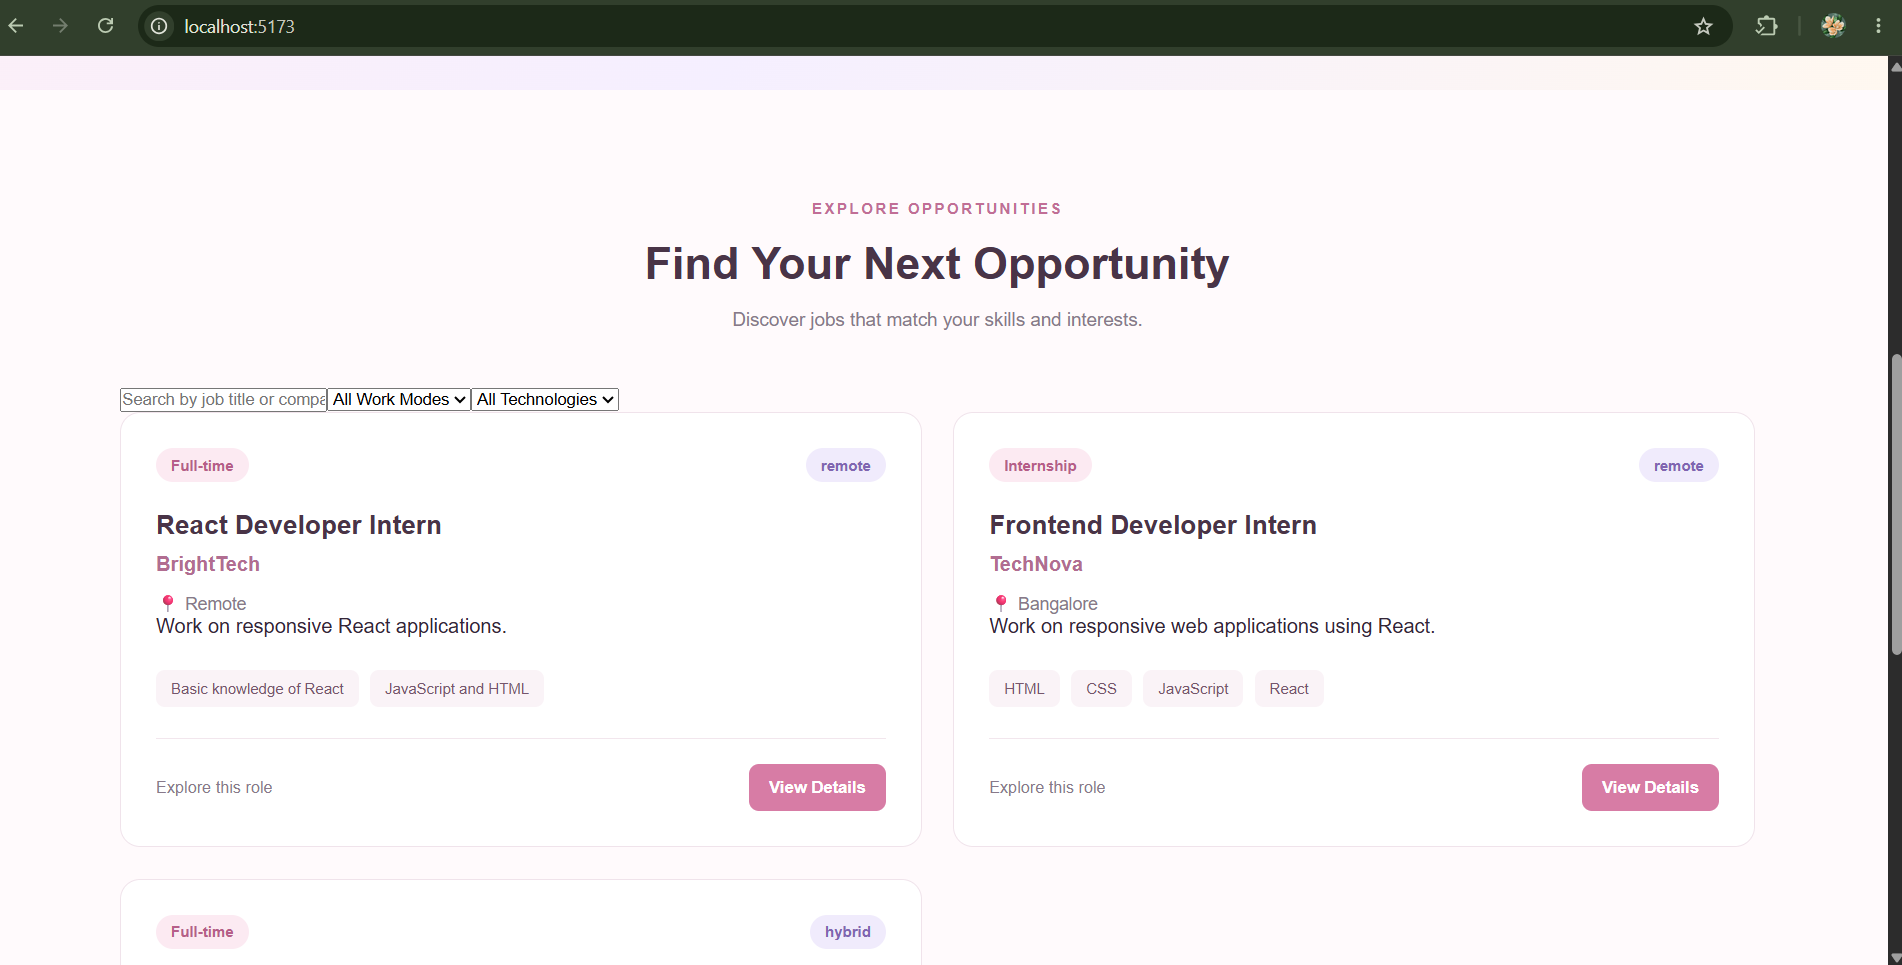 localhost:5173
EXPLORE OPPORTUNITIES
Find Your Next Opportunity
Discover jobs that match your skills and interests.
Search by job title or compa All Work Modes All Technologies
Full-time remote
React Developer Intern
BrightTech
Remote
Work on responsive React applications.
Basic knowledge of React JavaScript and HTML
Explore this role View Details
Internship remote
Frontend Developer Intern
TechNova
Bangalore
Work on responsive web applications using React.
HTML CSS JavaScript React
Explore this role View Details
Full-time hybrid